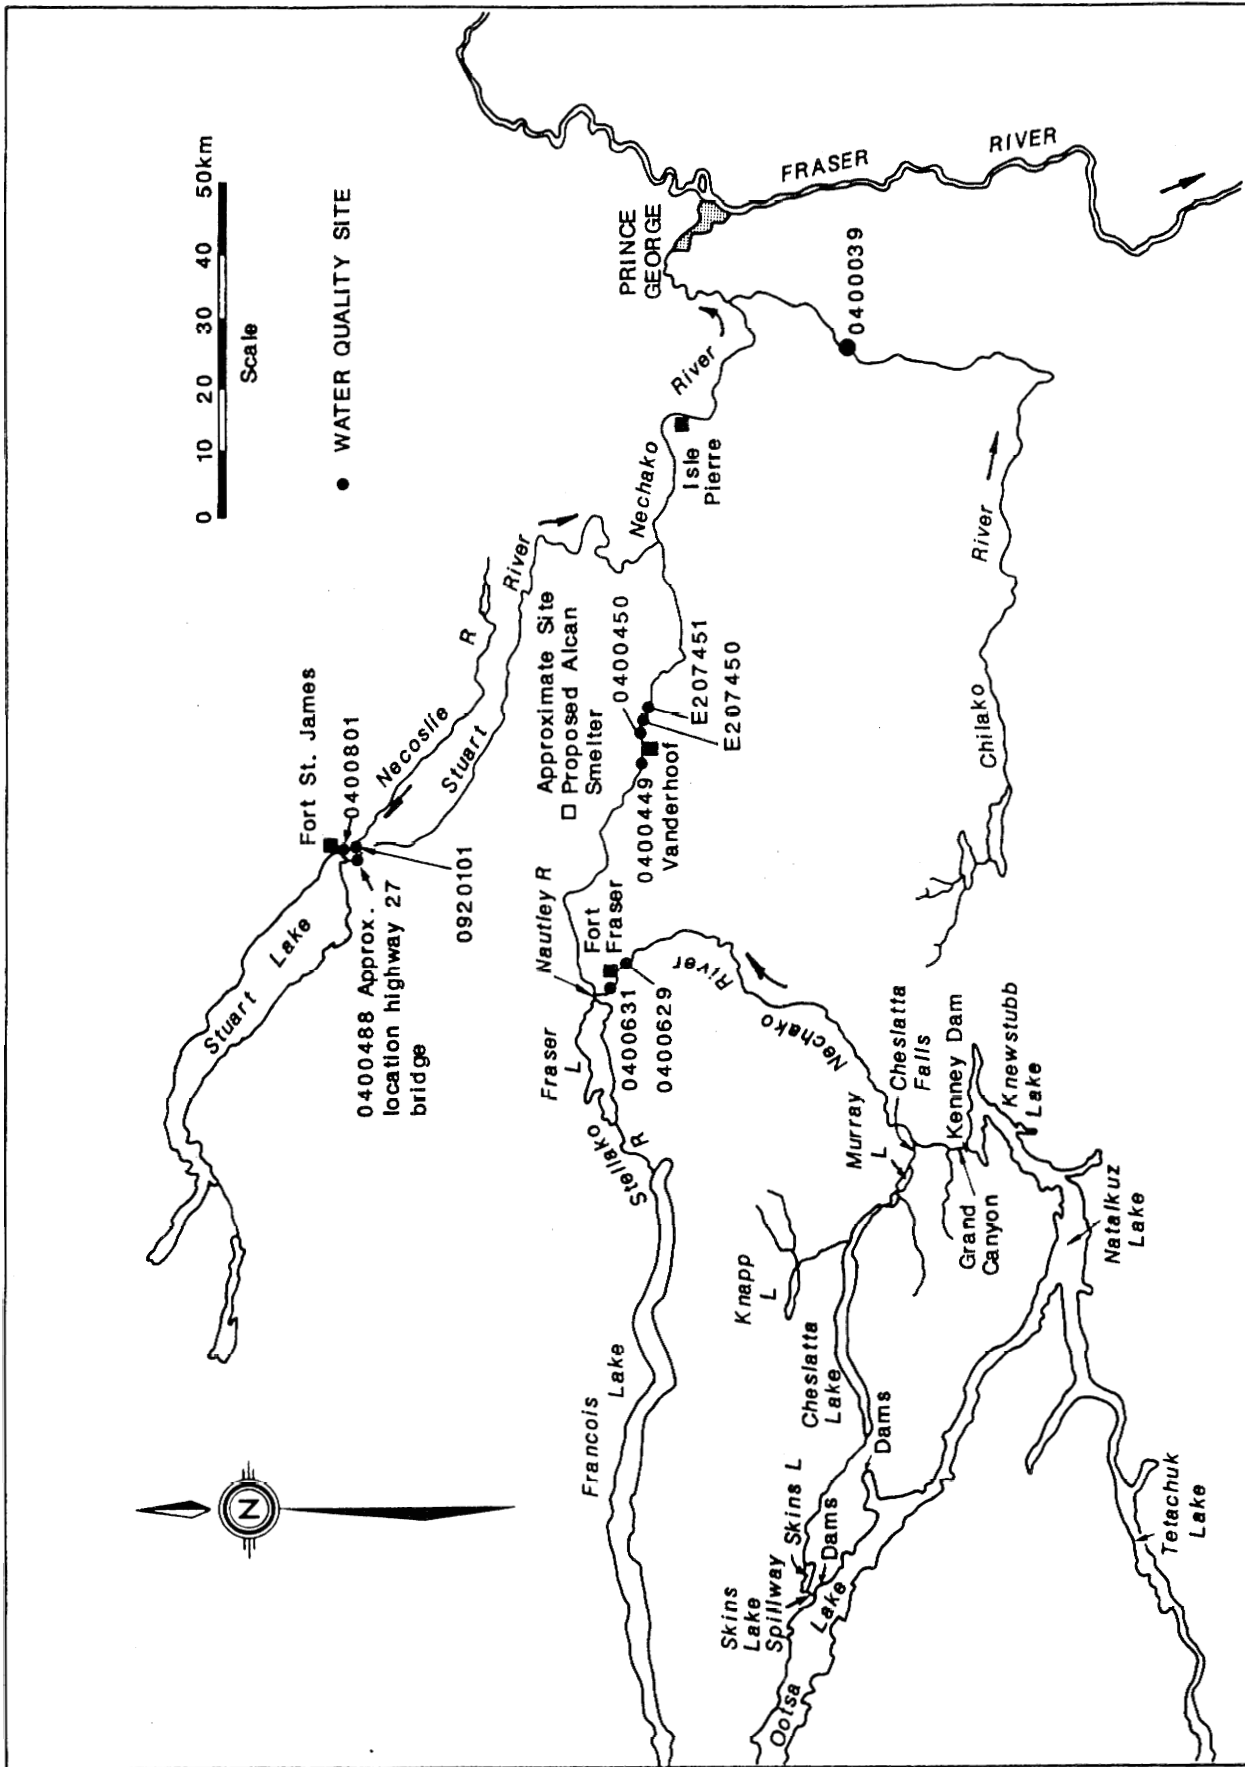 0 10 20 30 40 50km
Scale
● WATER QUALITY SITE
N
Stuart Lake
Fort St. James
0400801
Necoslie R
Stuart River
0400488 Approx.
location highway 27
bridge
0920101
Approximate Site
□ Proposed Alcan
Smelter
Nautley R
Fort
Fraser
Fraser
L
Stellako
R
0400631
0400629
0400449
Vanderhoof
0400450
E207451
E207450
Nechako River
Isle
Pierre
PRINCE
GEORGE
FRASER RIVER
0400039
Chilako River
Francois Lake
Nechako River
Murray
L
Cheslatta
Falls
Kenney Dam
Knewstubb
Lake
Grand
Canyon
Natalkuz
Lake
Knapp
L
Cheslatta
Lake
Dams
Skins L
Dams
Skins
Lake
Spillway
Ootsa Lake
Tetachuk
Lake